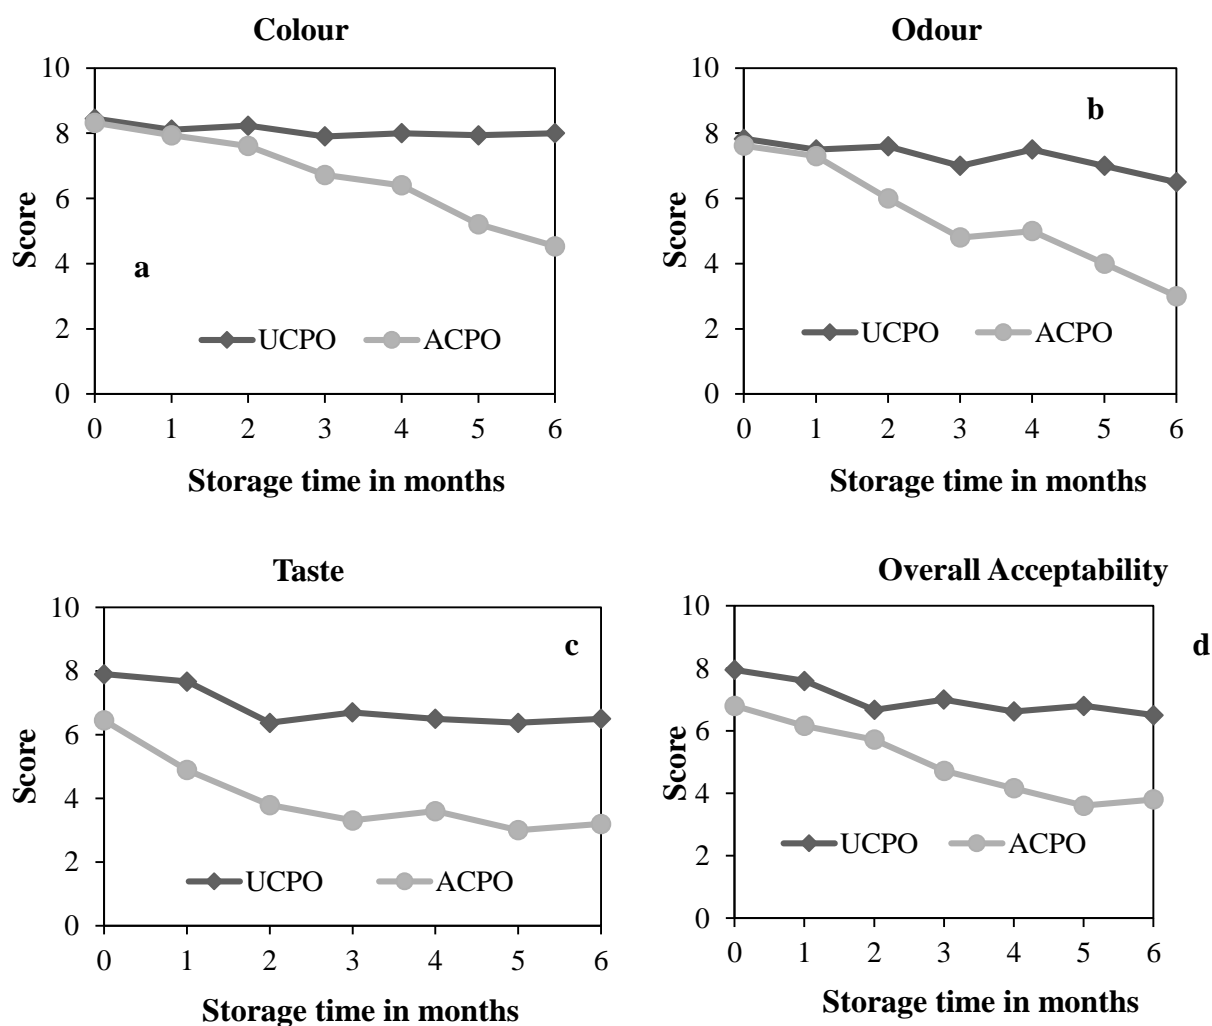 Colour
10
8
6
4
2
0
Score
a
UCPO
ACPO
0 1 2 3 4 5 6
Storage time in months
Odour
10
8
6
4
2
0
Score
b
UCPO
ACPO
0 1 2 3 4 5 6
Storage time in months
Taste
10
8
6
4
2
0
Score
c
UCPO
ACPO
0 1 2 3 4 5 6
Storage time in months
Overall Acceptability
10
8
6
4
2
0
Score
d
UCPO
ACPO
0 1 2 3 4 5 6
Storage time in months